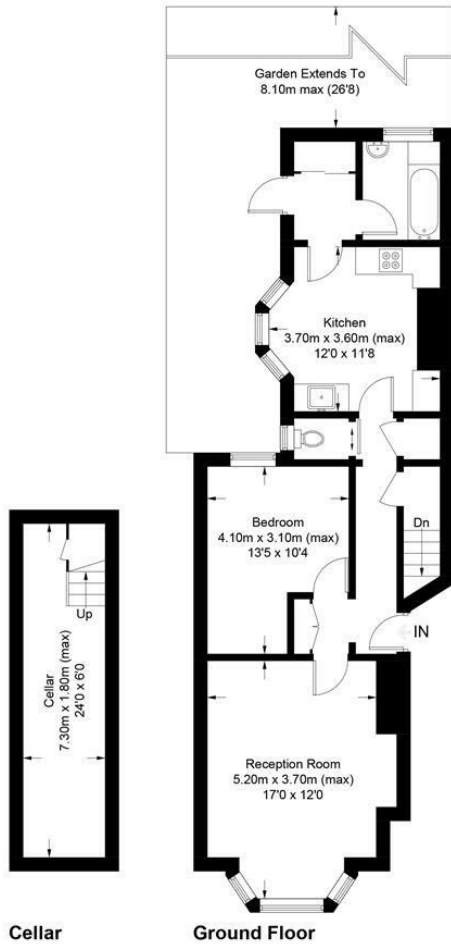 Garden Extends To
8.10m max (26'8)
Kitchen
3.70m x 3.60m (max)
12'0 x 11'8
Bedroom
4.10m x 3.10m (max)
13'5 x 10'4
Dn
IN
Up
Cellar
7.30m x 1.80m (max)
24'0 x 6'0
Reception Room
5.20m x 3.70m (max)
17'0 x 12'0
Cellar
Ground Floor